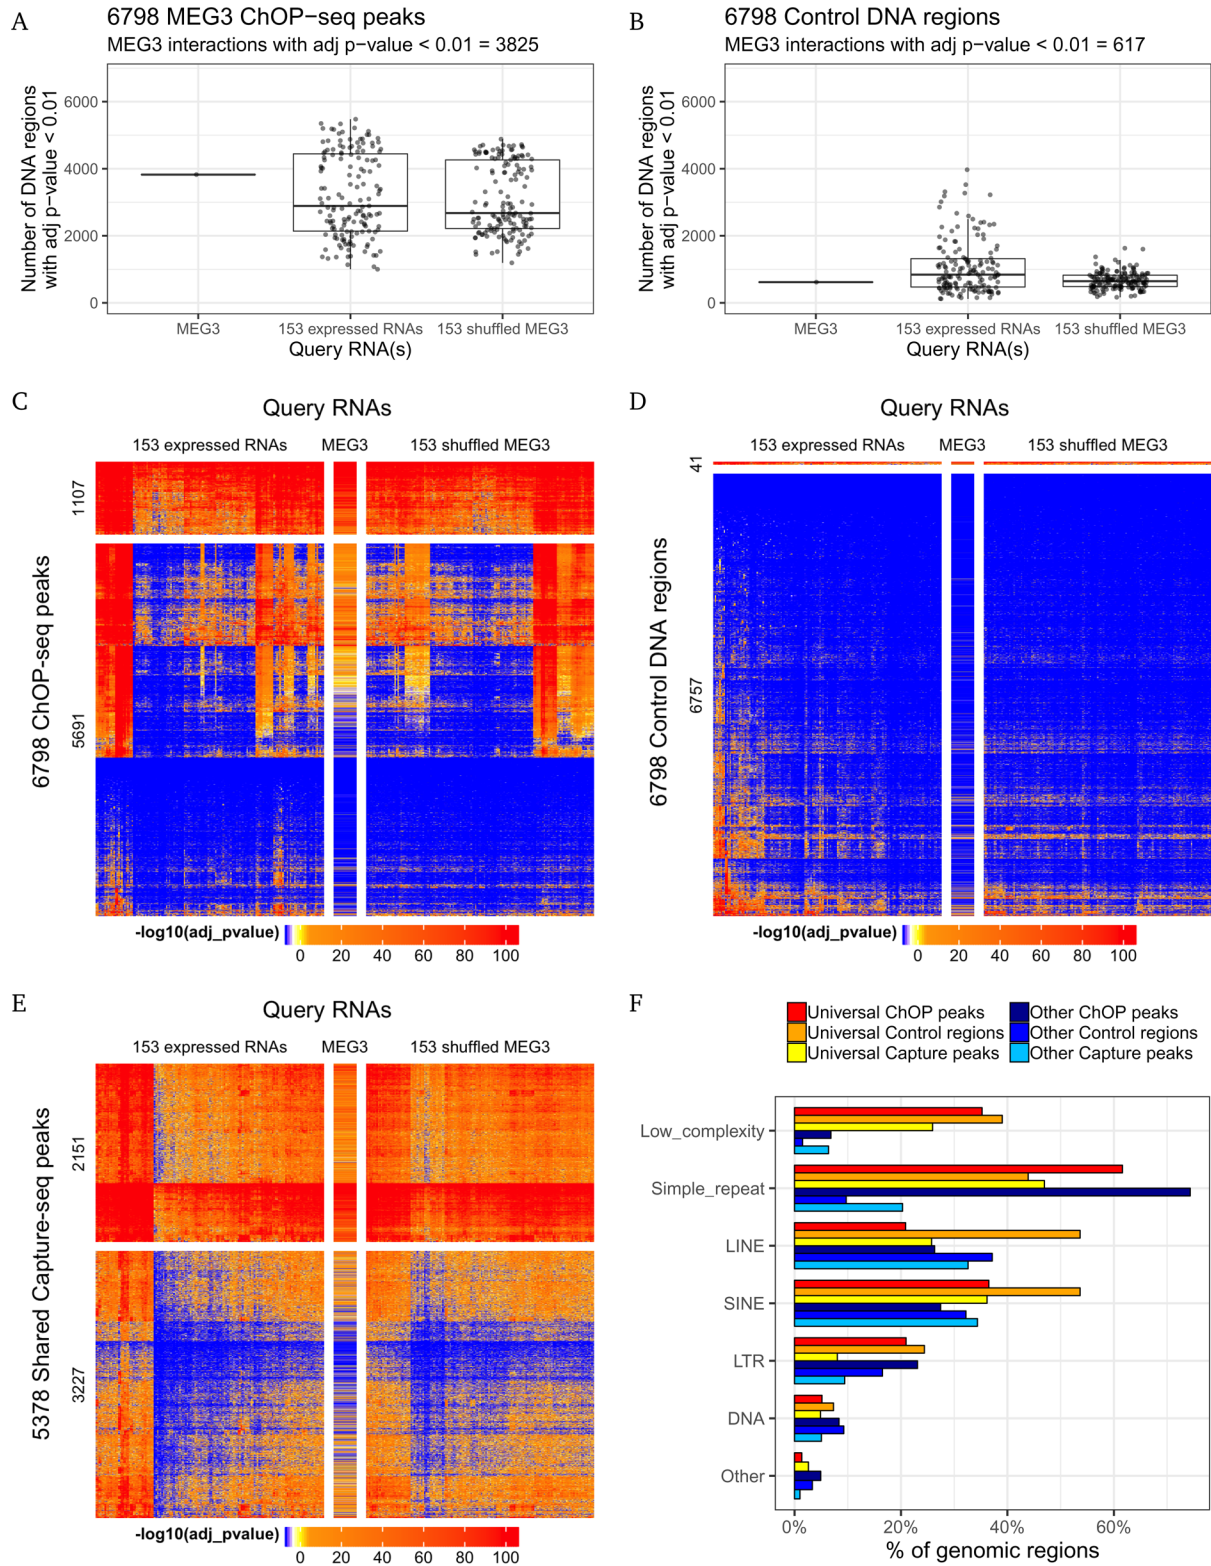 A
6798 MEG3 ChOP−seq peaks
MEG3 interactions with adj p−value < 0.01 = 3825
Number of DNA regions
with adj p−value < 0.01
6000
4000
2000
0
MEG3
153 expressed RNAs
153 shuffled MEG3
Query RNA(s)
B
6798 Control DNA regions
MEG3 interactions with adj p−value < 0.01 = 617
Number of DNA regions
with adj p−value < 0.01
6000
4000
2000
0
MEG3
153 expressed RNAs
153 shuffled MEG3
Query RNA(s)
C
Query RNAs
153 expressed RNAs
MEG3
153 shuffled MEG3
6798 ChOP-seq peaks
1107
5691
-log10(adj_pvalue)
0 20 40 60 80 100
D
Query RNAs
153 expressed RNAs
MEG3
153 shuffled MEG3
6798 Control DNA regions
41
6757
-log10(adj_pvalue)
0 20 40 60 80 100
E
Query RNAs
153 expressed RNAs
MEG3
153 shuffled MEG3
5378 Shared Capture-seq peaks
2151
3227
-log10(adj_pvalue)
0 20 40 60 80 100
F
Universal ChOP peaks
Universal Control regions
Universal Capture peaks
Other ChOP peaks
Other Control regions
Other Capture peaks
Low_complexity
Simple_repeat
LINE
SINE
LTR
DNA
Other
0% 20% 40% 60%
% of genomic regions